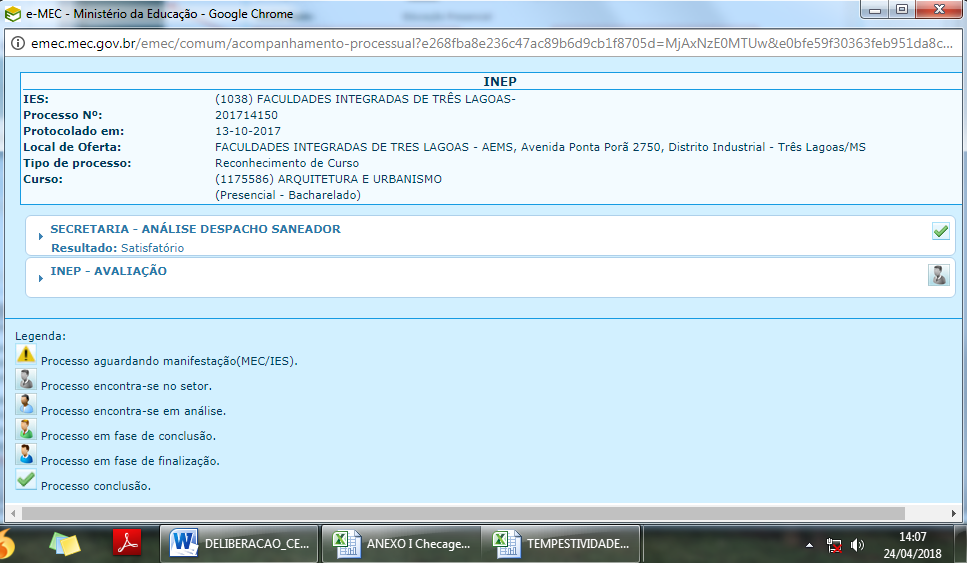 e-MEC - Ministério da Educação - Google Chrome
emec.mec.gov.br/emec/comum/acompanhamento-processual?e268fba8e236c47ac89b6d9cb1f8705d=MjAxNzE0MTUw&e0bfe59f30363feb951da8c...
INEP
IES: (1038) FACULDADES INTEGRADAS DE TRÊS LAGOAS-
Processo Nº: 201714150
Protocolado em: 13-10-2017
Local de Oferta: FACULDADES INTEGRADAS DE TRES LAGOAS - AEMS, Avenida Ponta Porã 2750, Distrito Industrial - Três Lagoas/MS
Tipo de processo: Reconhecimento de Curso
Curso: (1175586) ARQUITETURA E URBANISMO
(Presencial - Bacharelado)
SECRETARIA - ANÁLISE DESPACHO SANEADOR
Resultado: Satisfatório
INEP - AVALIAÇÃO
Legenda:
Processo aguardando manifestação(MEC/IES).
Processo encontra-se no setor.
Processo encontra-se em análise.
Processo em fase de conclusão.
Processo em fase de finalização.
Processo conclusão.
DELIBERACAO_CE... ANEXO I Checage... TEMPESTIVIDADE... 14:07
24/04/2018